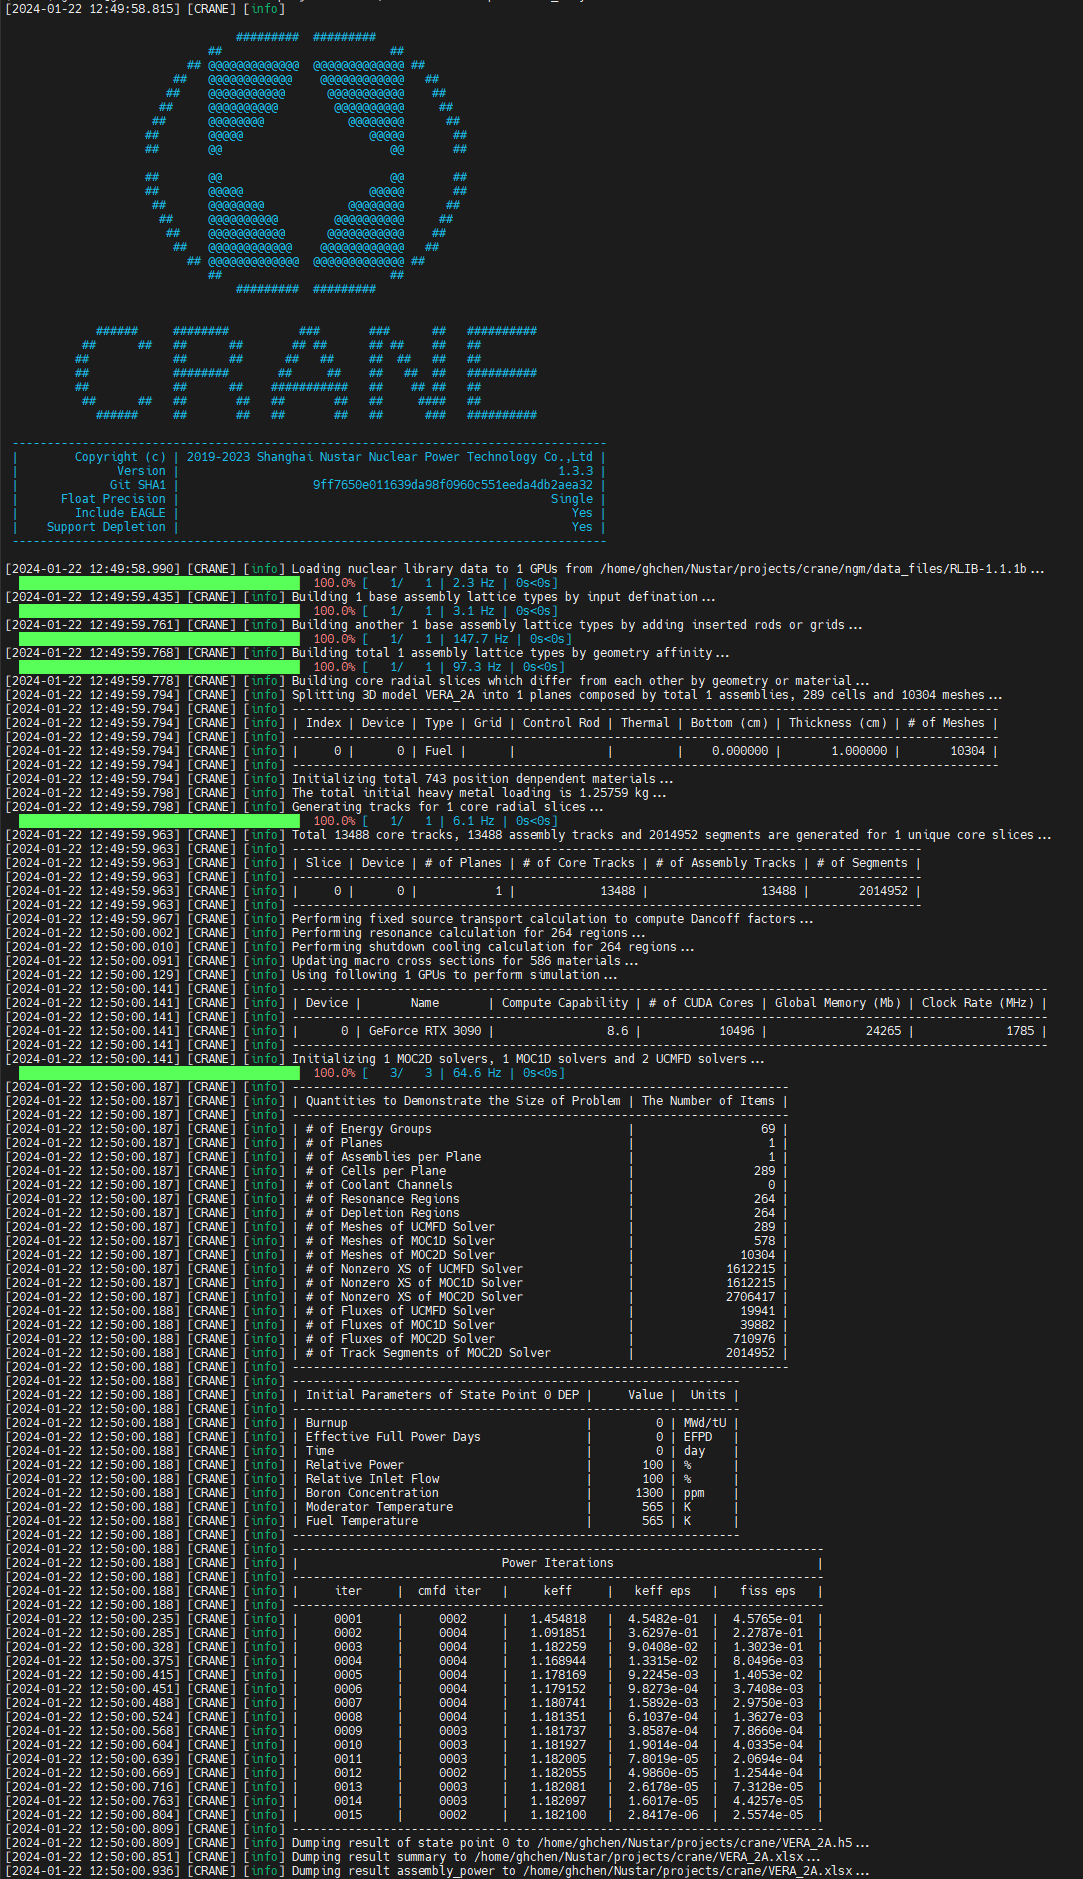 [2024-01-22 12:49:58.815] [CRANE] [info]
######### #########
## ##
## @@@@@@@@@@@@@ @@@@@@@@@@@@@ ##
## @@@@@@@@@@@@ @@@@@@@@@@@@ ##
## @@@@@@@@@@@ @@@@@@@@@@@ ##
## @@@@@@@@@@ @@@@@@@@@@ ##
## @@@@@@@@ @@@@@@@@ ##
## @@@@@ @@@@@ ##
## @@ @@ ##
## @@ @@ ##
## @@@@@ @@@@@ ##
## @@@@@@@@ @@@@@@@@ ##
## @@@@@@@@@@ @@@@@@@@@@ ##
## @@@@@@@@@@@ @@@@@@@@@@@ ##
## @@@@@@@@@@@@ @@@@@@@@@@@@ ##
## @@@@@@@@@@@@@ @@@@@@@@@@@@@ ##
## ##
######### #########
###### ######## ### ### ## ##########
## ## ## ## ## ## ## ## ## ##
## ## ## ## ## ## ## ## ##
## ######## ## ## ## ## ## ##########
## ## ## ########### ## ## ## ##
## ## ## ## ## ## ## #### ##
###### ## ## ## ## ## ### ##########
-------------------------------------------------------------------------------------
| Copyright (c) | 2019-2023 Shanghai Nustar Nuclear Power Technology Co.,Ltd |
| Version | 1.3.3 |
| Git SHA1 | 9ff7650e011639da98f0960c551eeda4db2aea32 |
| Float Precision | Single |
| Include EAGLE | Yes |
| Support Depletion | Yes |
-------------------------------------------------------------------------------------
[2024-01-22 12:49:58.990] [CRANE] [info] Loading nuclear library data to 1 GPUs from /home/ghchen/Nustar/projects/crane/ngm/data_files/RLIB-1.1.1b...
100.0% [ 1/ 1 | 2.3 Hz | 0s<0s]
[2024-01-22 12:49:59.435] [CRANE] [info] Building 1 base assembly lattice types by input defination...
100.0% [ 1/ 1 | 3.1 Hz | 0s<0s]
[2024-01-22 12:49:59.761] [CRANE] [info] Building another 1 base assembly lattice types by adding inserted rods or grids...
100.0% [ 1/ 1 | 147.7 Hz | 0s<0s]
[2024-01-22 12:49:59.768] [CRANE] [info] Building total 1 assembly lattice types by geometry affinity...
100.0% [ 1/ 1 | 97.3 Hz | 0s<0s]
[2024-01-22 12:49:59.778] [CRANE] [info] Building core radial slices which differ from each other by geometry or material...
[2024-01-22 12:49:59.794] [CRANE] [info] Splitting 3D model VERA_2A into 1 planes composed by total 1 assemblies, 289 cells and 10304 meshes...
[2024-01-22 12:49:59.794] [CRANE] [info] -----------------------------------------------------------------------------------------------------
[2024-01-22 12:49:59.794] [CRANE] [info] | Index | Device | Type | Grid | Control Rod | Thermal | Bottom (cm) | Thickness (cm) | # of Meshes |
[2024-01-22 12:49:59.794] [CRANE] [info] -----------------------------------------------------------------------------------------------------
[2024-01-22 12:49:59.794] [CRANE] [info] | 0 | 0 | Fuel | | | | 0.000000 | 1.000000 | 10304 |
[2024-01-22 12:49:59.794] [CRANE] [info] -----------------------------------------------------------------------------------------------------
[2024-01-22 12:49:59.794] [CRANE] [info] Initializing total 743 position denpendent materials...
[2024-01-22 12:49:59.798] [CRANE] [info] The total initial heavy metal loading is 1.25759 kg...
[2024-01-22 12:49:59.798] [CRANE] [info] Generating tracks for 1 core radial slices...
100.0% [ 1/ 1 | 6.1 Hz | 0s<0s]
[2024-01-22 12:49:59.963] [CRANE] [info] Total 13488 core tracks, 13488 assembly tracks and 2014952 segments are generated for 1 unique core slices...
[2024-01-22 12:49:59.963] [CRANE] [info] ------------------------------------------------------------------------------------------
[2024-01-22 12:49:59.963] [CRANE] [info] | Slice | Device | # of Planes | # of Core Tracks | # of Assembly Tracks | # of Segments |
[2024-01-22 12:49:59.963] [CRANE] [info] ------------------------------------------------------------------------------------------
[2024-01-22 12:49:59.963] [CRANE] [info] | 0 | 0 | 1 | 13488 | 13488 | 2014952 |
[2024-01-22 12:49:59.963] [CRANE] [info] ------------------------------------------------------------------------------------------
[2024-01-22 12:49:59.967] [CRANE] [info] Performing fixed source transport calculation to compute Dancoff factors...
[2024-01-22 12:50:00.002] [CRANE] [info] Performing resonance calculation for 264 regions...
[2024-01-22 12:50:00.010] [CRANE] [info] Performing shutdown cooling calculation for 264 regions...
[2024-01-22 12:50:00.091] [CRANE] [info] Updating macro cross sections for 586 materials...
[2024-01-22 12:50:00.129] [CRANE] [info] Using following 1 GPUs to perform simulation...
[2024-01-22 12:50:00.141] [CRANE] [info] ------------------------------------------------------------------------------------------------------------
[2024-01-22 12:50:00.141] [CRANE] [info] | Device | Name | Compute Capability | # of CUDA Cores | Global Memory (Mb) | Clock Rate (MHz) |
[2024-01-22 12:50:00.141] [CRANE] [info] ------------------------------------------------------------------------------------------------------------
[2024-01-22 12:50:00.141] [CRANE] [info] | 0 | GeForce RTX 3090 | 8.6 | 10496 | 24265 | 1785 |
[2024-01-22 12:50:00.141] [CRANE] [info] ------------------------------------------------------------------------------------------------------------
[2024-01-22 12:50:00.141] [CRANE] [info] Initializing 1 MOC2D solvers, 1 MOC1D solvers and 2 UCMFD solvers...
100.0% [ 3/ 3 | 64.6 Hz | 0s<0s]
[2024-01-22 12:50:00.187] [CRANE] [info] -----------------------------------------------------------------------
[2024-01-22 12:50:00.187] [CRANE] [info] | Quantities to Demonstrate the Size of Problem | The Number of Items |
[2024-01-22 12:50:00.187] [CRANE] [info] -----------------------------------------------------------------------
[2024-01-22 12:50:00.187] [CRANE] [info] | # of Energy Groups | 69 |
[2024-01-22 12:50:00.187] [CRANE] [info] | # of Planes | 1 |
[2024-01-22 12:50:00.187] [CRANE] [info] | # of Assemblies per Plane | 1 |
[2024-01-22 12:50:00.187] [CRANE] [info] | # of Cells per Plane | 289 |
[2024-01-22 12:50:00.187] [CRANE] [info] | # of Coolant Channels | 0 |
[2024-01-22 12:50:00.187] [CRANE] [info] | # of Resonance Regions | 264 |
[2024-01-22 12:50:00.187] [CRANE] [info] | # of Depletion Regions | 264 |
[2024-01-22 12:50:00.187] [CRANE] [info] | # of Meshes of UCMFD Solver | 289 |
[2024-01-22 12:50:00.187] [CRANE] [info] | # of Meshes of MOC1D Solver | 578 |
[2024-01-22 12:50:00.187] [CRANE] [info] | # of Meshes of MOC2D Solver | 10304 |
[2024-01-22 12:50:00.187] [CRANE] [info] | # of Nonzero XS of UCMFD Solver | 1612215 |
[2024-01-22 12:50:00.187] [CRANE] [info] | # of Nonzero XS of MOC1D Solver | 1612215 |
[2024-01-22 12:50:00.187] [CRANE] [info] | # of Nonzero XS of MOC2D Solver | 2706417 |
[2024-01-22 12:50:00.188] [CRANE] [info] | # of Fluxes of UCMFD Solver | 19941 |
[2024-01-22 12:50:00.188] [CRANE] [info] | # of Fluxes of MOC1D Solver | 39882 |
[2024-01-22 12:50:00.188] [CRANE] [info] | # of Fluxes of MOC2D Solver | 710976 |
[2024-01-22 12:50:00.188] [CRANE] [info] | # of Track Segments of MOC2D Solver | 2014952 |
[2024-01-22 12:50:00.188] [CRANE] [info] -----------------------------------------------------------------------
[2024-01-22 12:50:00.188] [CRANE] [info] ----------------------------------------------------------------
[2024-01-22 12:50:00.188] [CRANE] [info] | Initial Parameters of State Point 0 DEP | Value | Units |
[2024-01-22 12:50:00.188] [CRANE] [info] ----------------------------------------------------------------
[2024-01-22 12:50:00.188] [CRANE] [info] | Burnup | 0 | MWd/tU |
[2024-01-22 12:50:00.188] [CRANE] [info] | Effective Full Power Days | 0 | EFPD |
[2024-01-22 12:50:00.188] [CRANE] [info] | Time | 0 | day |
[2024-01-22 12:50:00.188] [CRANE] [info] | Relative Power | 100 | % |
[2024-01-22 12:50:00.188] [CRANE] [info] | Relative Inlet Flow | 100 | % |
[2024-01-22 12:50:00.188] [CRANE] [info] | Boron Concentration | 1300 | ppm |
[2024-01-22 12:50:00.188] [CRANE] [info] | Moderator Temperature | 565 | K |
[2024-01-22 12:50:00.188] [CRANE] [info] | Fuel Temperature | 565 | K |
[2024-01-22 12:50:00.188] [CRANE] [info] ----------------------------------------------------------------
[2024-01-22 12:50:00.188] [CRANE] [info] ----------------------------------------------------------------------------
[2024-01-22 12:50:00.188] [CRANE] [info] | Power Iterations |
[2024-01-22 12:50:00.188] [CRANE] [info] ----------------------------------------------------------------------------
[2024-01-22 12:50:00.188] [CRANE] [info] | iter | cmfd iter | keff | keff eps | fiss eps |
[2024-01-22 12:50:00.188] [CRANE] [info] ----------------------------------------------------------------------------
[2024-01-22 12:50:00.235] [CRANE] [info] | 0001 | 0002 | 1.454818 | 4.5482e-01 | 4.5765e-01 |
[2024-01-22 12:50:00.285] [CRANE] [info] | 0002 | 0004 | 1.091851 | 3.6297e-01 | 2.2787e-01 |
[2024-01-22 12:50:00.328] [CRANE] [info] | 0003 | 0004 | 1.182259 | 9.0408e-02 | 1.3023e-01 |
[2024-01-22 12:50:00.375] [CRANE] [info] | 0004 | 0004 | 1.168944 | 1.3315e-02 | 8.0496e-03 |
[2024-01-22 12:50:00.415] [CRANE] [info] | 0005 | 0004 | 1.178169 | 9.2245e-03 | 1.4053e-02 |
[2024-01-22 12:50:00.451] [CRANE] [info] | 0006 | 0004 | 1.179152 | 9.8273e-04 | 3.7408e-03 |
[2024-01-22 12:50:00.488] [CRANE] [info] | 0007 | 0004 | 1.180741 | 1.5892e-03 | 2.9750e-03 |
[2024-01-22 12:50:00.524] [CRANE] [info] | 0008 | 0004 | 1.181351 | 6.1037e-04 | 1.3627e-03 |
[2024-01-22 12:50:00.568] [CRANE] [info] | 0009 | 0003 | 1.181737 | 3.8587e-04 | 7.8660e-04 |
[2024-01-22 12:50:00.604] [CRANE] [info] | 0010 | 0003 | 1.181927 | 1.9014e-04 | 4.0335e-04 |
[2024-01-22 12:50:00.639] [CRANE] [info] | 0011 | 0003 | 1.182005 | 7.8019e-05 | 2.0694e-04 |
[2024-01-22 12:50:00.669] [CRANE] [info] | 0012 | 0002 | 1.182055 | 4.9860e-05 | 1.2544e-04 |
[2024-01-22 12:50:00.716] [CRANE] [info] | 0013 | 0003 | 1.182081 | 2.6178e-05 | 7.3128e-05 |
[2024-01-22 12:50:00.763] [CRANE] [info] | 0014 | 0003 | 1.182097 | 1.6017e-05 | 4.4257e-05 |
[2024-01-22 12:50:00.804] [CRANE] [info] | 0015 | 0002 | 1.182100 | 2.8417e-06 | 2.5574e-05 |
[2024-01-22 12:50:00.809] [CRANE] [info] ----------------------------------------------------------------------------
[2024-01-22 12:50:00.809] [CRANE] [info] Dumping result of state point 0 to /home/ghchen/Nustar/projects/crane/VERA_2A.h5...
[2024-01-22 12:50:00.851] [CRANE] [info] Dumping result summary to /home/ghchen/Nustar/projects/crane/VERA_2A.xlsx...
[2024-01-22 12:50:00.936] [CRANE] [info] Dumping result assembly_power to /home/ghchen/Nustar/projects/crane/VERA_2A.xlsx...